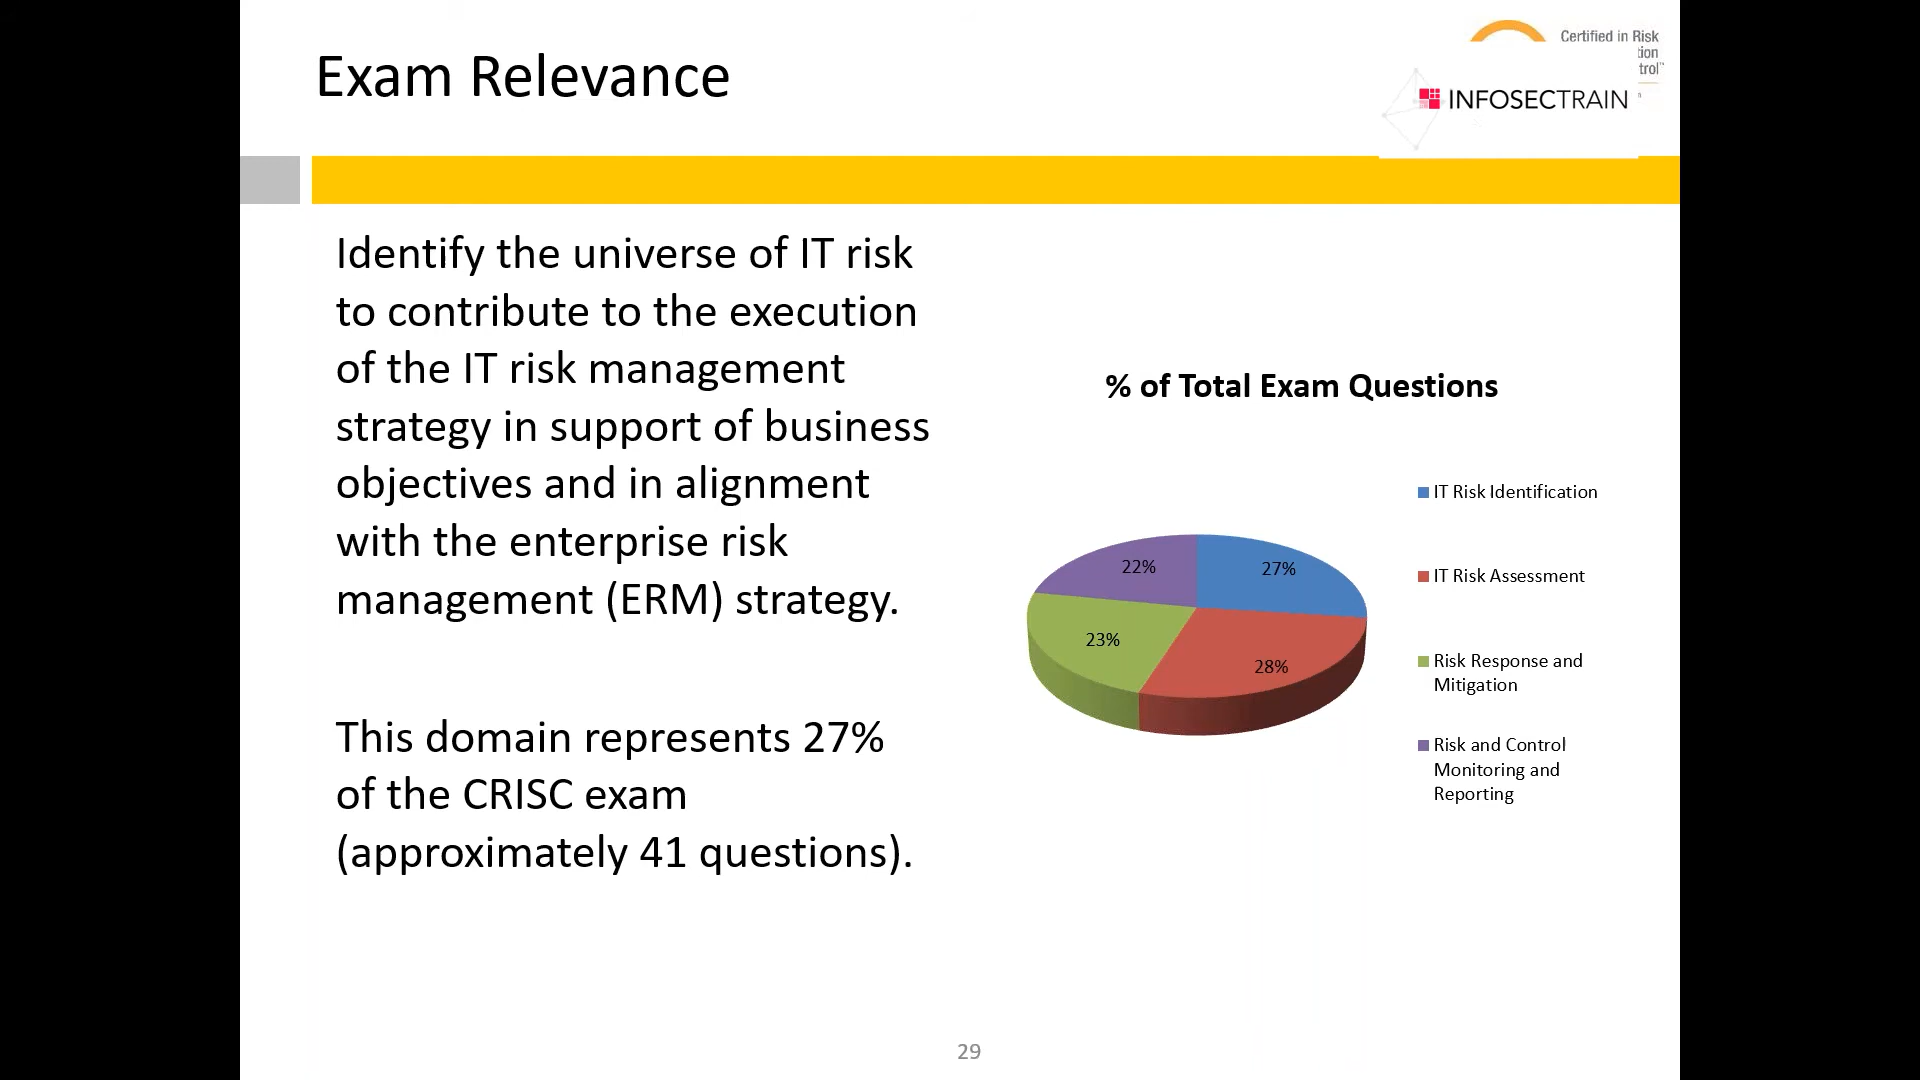 Exam Relevance
Certified in Risk
tion
trol™
INFOSECTRAIN
Identify the universe of IT risk
to contribute to the execution
of the IT risk management
strategy in support of business
objectives and in alignment
with the enterprise risk
management (ERM) strategy.
This domain represents 27%
of the CRISC exam
(approximately 41 questions).
% of Total Exam Questions
22%
27%
23%
28%
IT Risk Identification
IT Risk Assessment
Risk Response and
Mitigation
Risk and Control
Monitoring and
Reporting
29